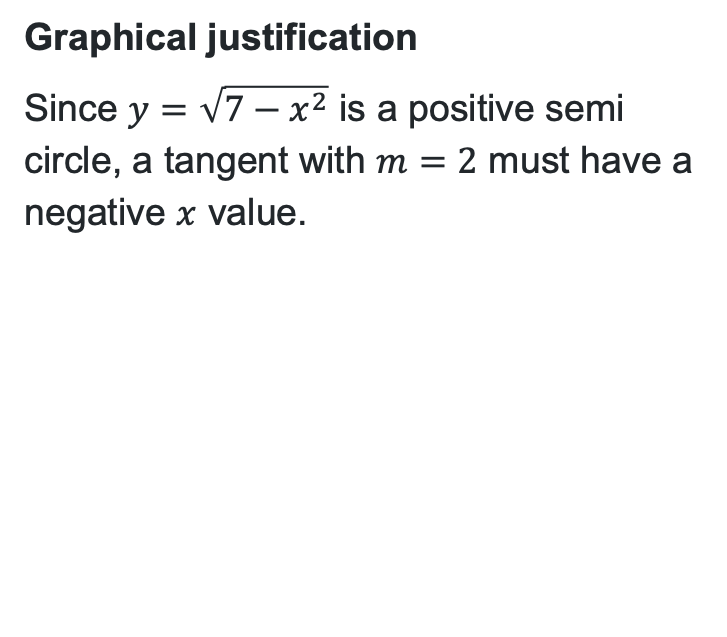 Graphical justification
Since y = √7 − x² is a positive semi
circle, a tangent with m = 2 must have a
negative x value.